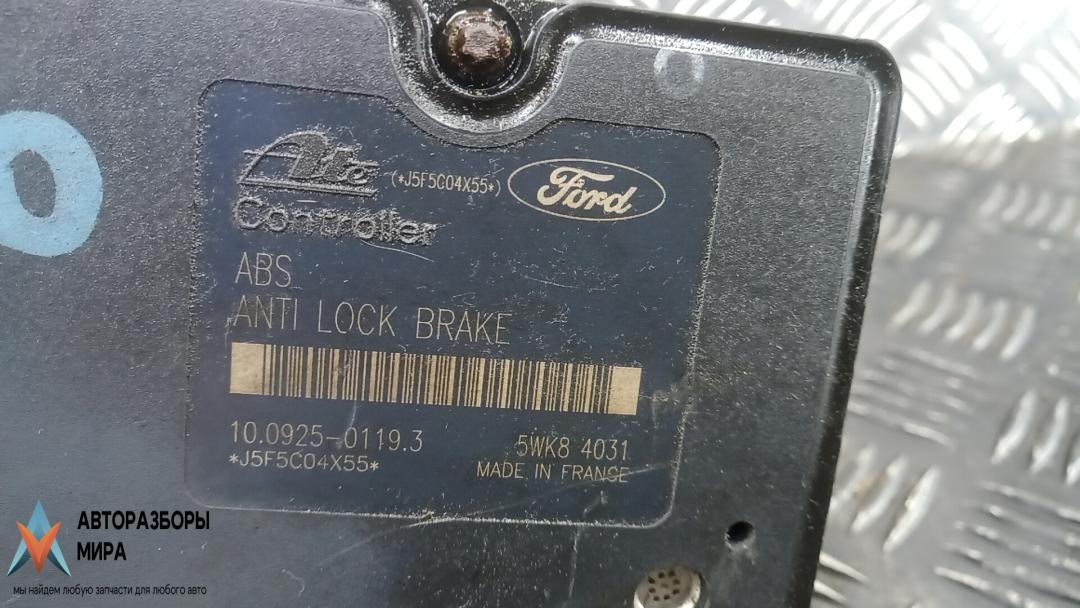 Ate (*J5F5C04X55*) Ford
Controller
ABS
ANTI LOCK BRAKE
10.0925-0119.3 5WK8 4031
*J5F5C04X55* MADE IN FRANCE
O
O
АВТОРАЗБОРЫ
МИРА
мы найдем любую запчасти для любого авто